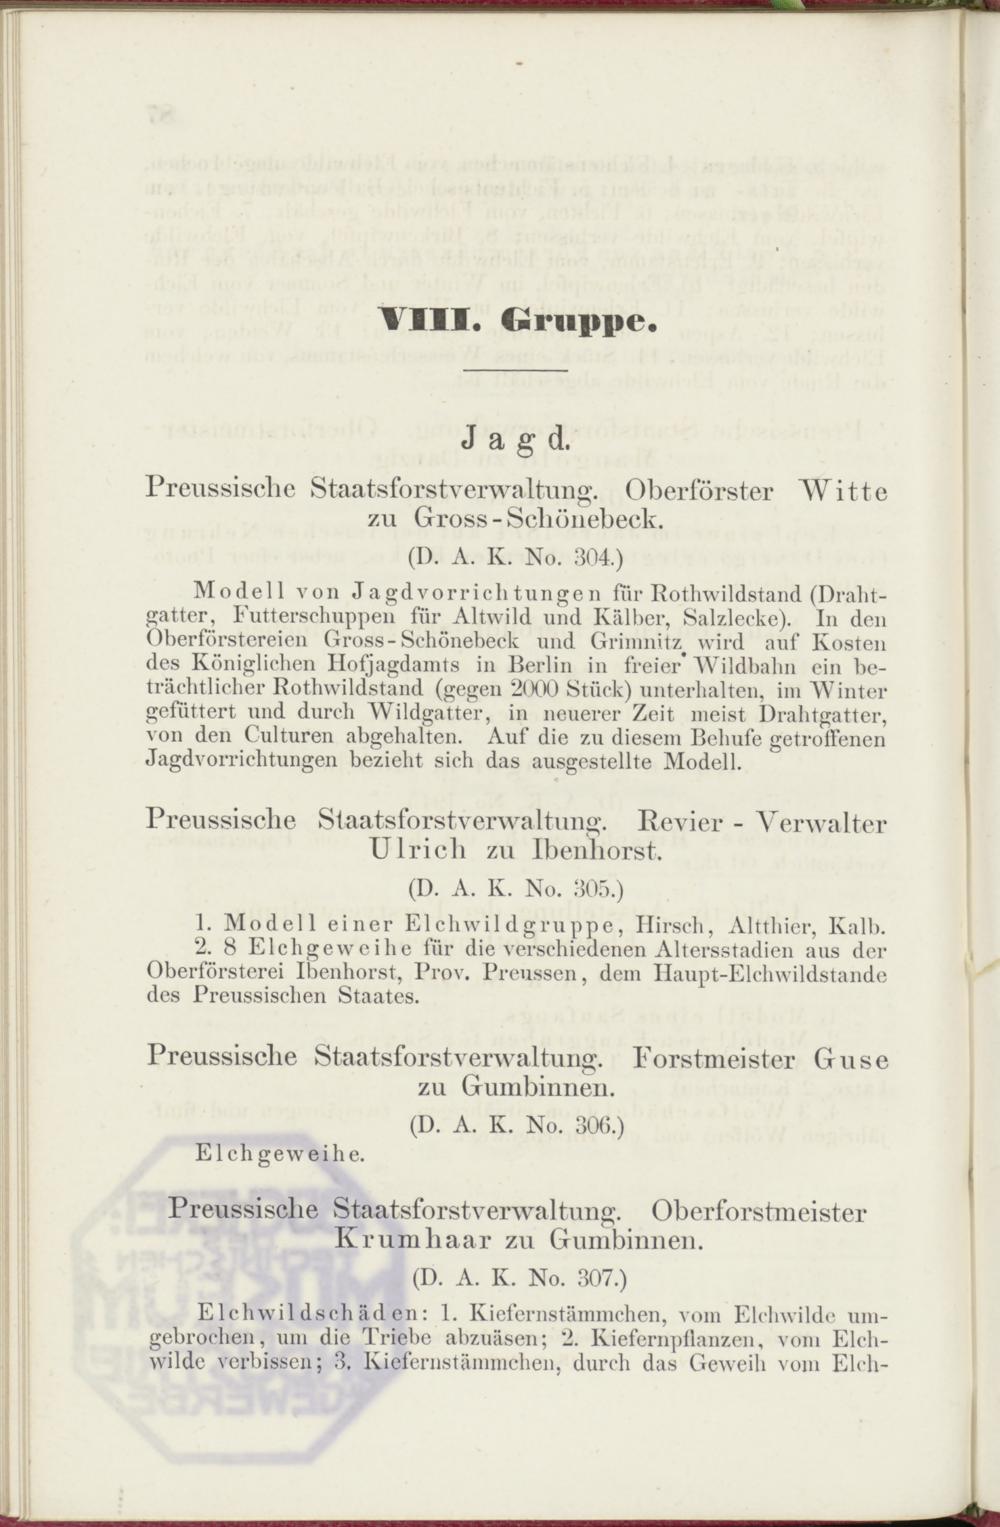 VIII. Gruppe.
Jagd.
Preussische Staatsforstverwaltung. Oberförster Witte
zu Gross-Schönebeck.
(D. A. K. No. 304.)
Modell von Jagdvorrichtungen für Rothwildstand (Draht-
gatter, Futterschuppen für Altwild und Kälber, Salzlecke). In den
Oberförstereien Gross-Schönebeck und Grimnitz wird auf Kosten
des Königlichen Hofjagdamts in Berlin in freier Wildbahn ein be-
trächtlicher Rothwildstand (gegen 2000 Stück) unterhalten, im Winter
gefüttert und durch Wildgatter, in neuerer Zeit meist Drahtgatter,
von den Culturen abgehalten. Auf die zu diesem Behufe getroffenen
Jagdvorrichtungen bezieht sich das ausgestellte Modell.
Preussische Staatsforstverwaltung. Revier-Verwalter
Ulrich zu Ibenhorst.
(D. A. K. No. 305.)
1. Modell einer Elchwildgruppe, Hirsch, Altthier, Kalb.
2. 8 Elchgeweihe für die verschiedenen Altersstadien aus der
Oberförsterei Ibenhorst, Prov. Preussen, dem Haupt-Elchwildstande
des Preussischen Staates.
Preussische Staatsforstverwaltung. Forstmeister Guse
zu Gumbinnen.
(D. A. K. No. 306.)
Elchgeweihe.
Preussische Staatsforstverwaltung. Oberforstmeister
Krumhaar zu Gumbinnen.
(D. A. K. No. 307.)
Elchwildschäden: 1. Kiefernstämmchen, vom Elchwilde um-
gebrochen, um die Triebe abzuäsen; 2. Kiefernpflanzen, vom Elch-
wilde verbissen; 3. Kiefernstämmchen, durch das Geweih vom Elch-